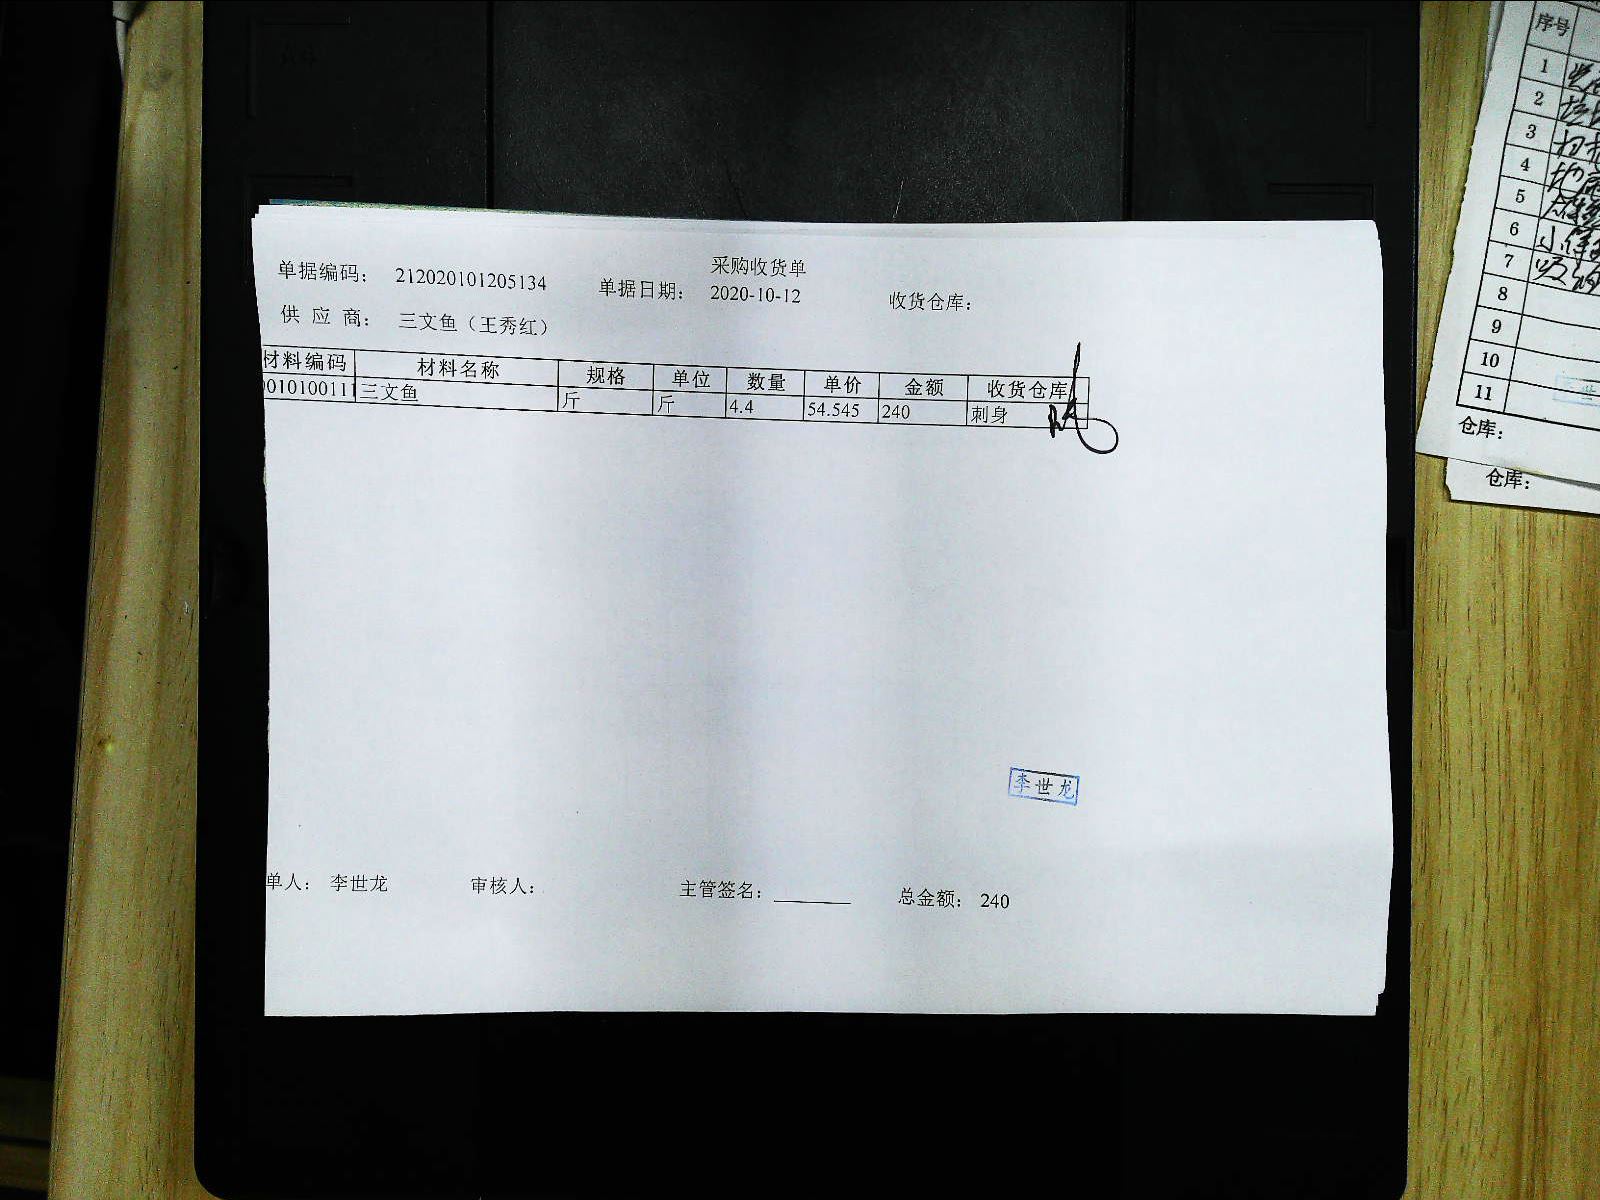 采购收货单
单据编码： 212020101205134 单据日期： 2020-10-12 收货仓库：
供 应 商： 三文鱼（王秀红）
材料编码 材料名称 规格 单位 数量 单价 金额 收货仓库
010100111 三文鱼 斤 斤 4.4 54.545 240 刺身
李世龙
单人： 李世龙 审核人： 主管签名： 总金额： 240
序号
1
2
3
4
5
6
7
8
9
10
11
仓库：
仓库：